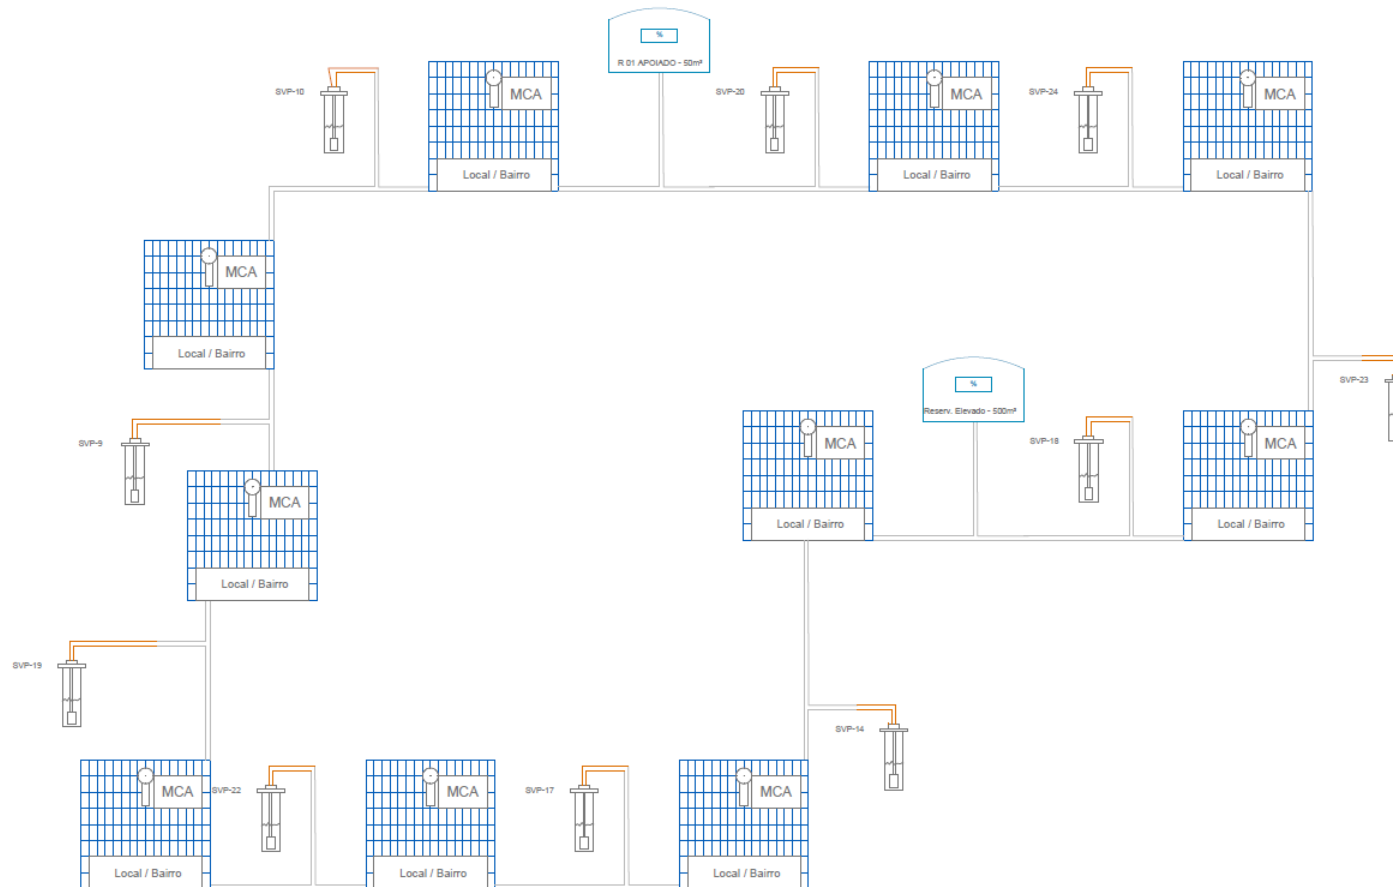 %
R 01 APOIADO - 50m³
SVP-10
MCA
Local / Bairro
SVP-20
MCA
Local / Bairro
SVP-24
MCA
Local / Bairro
MCA
Local / Bairro
SVP-23
%
Reserv. Elevado - 500m³
SVP-9
MCA
Local / Bairro
SVP-18
MCA
Local / Bairro
MCA
Local / Bairro
SVP-19
SVP-14
MCA
Local / Bairro
SVP-22
MCA
Local / Bairro
SVP-17
MCA
Local / Bairro